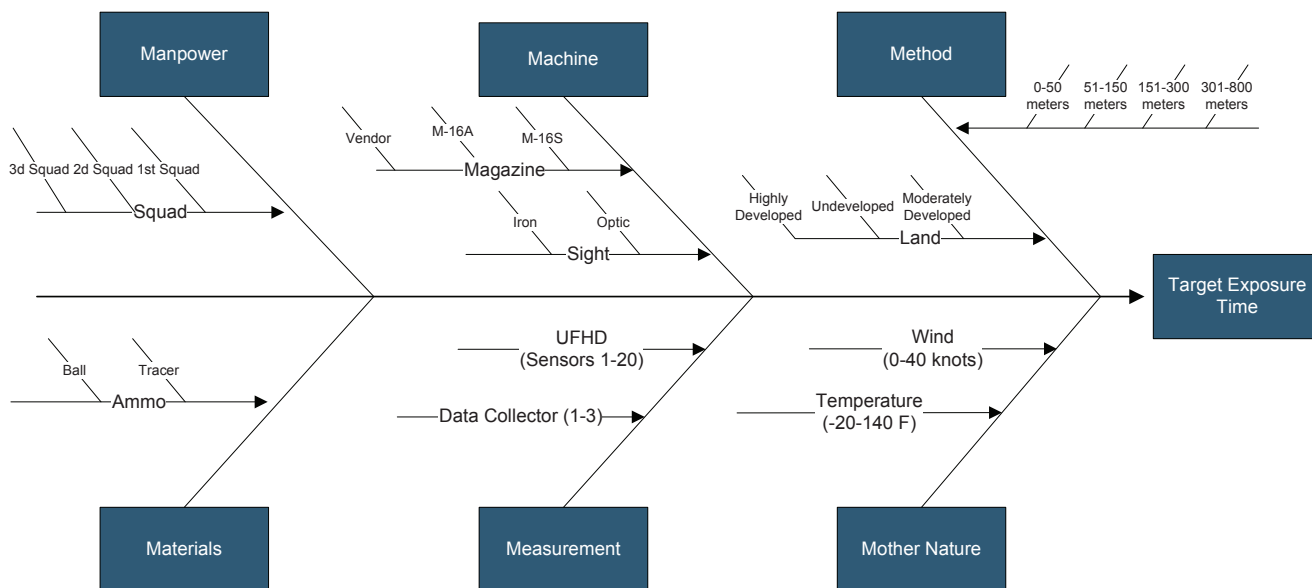 Manpower
Machine
Method
0-50
meters
51-150
meters
151-300
meters
301-800
meters
Vendor
M-16A
M-16S
Magazine
3d Squad
2d Squad
1st Squad
Squad
Iron
Optic
Sight
Highly
Developed
Undeveloped
Moderately
Developed
Land
Target Exposure
Time
UFHD
(Sensors 1-20)
Wind
(0-40 knots)
Ball
Tracer
Ammo
Data Collector (1-3)
Temperature
(-20-140 F)
Materials
Measurement
Mother Nature